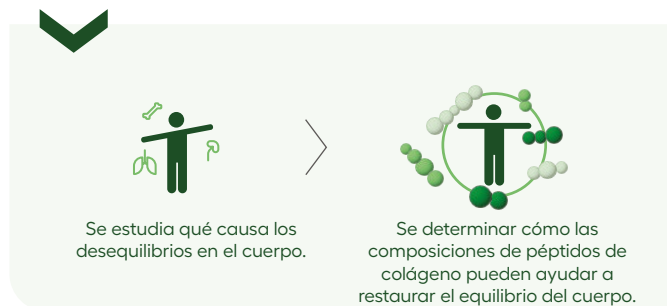 Se estudia qué causa los
desequilibrios en el cuerpo.
Se determinar cómo las
composiciones de péptidos de
colágeno pueden ayudar a
restaurar el equilibrio del cuerpo.